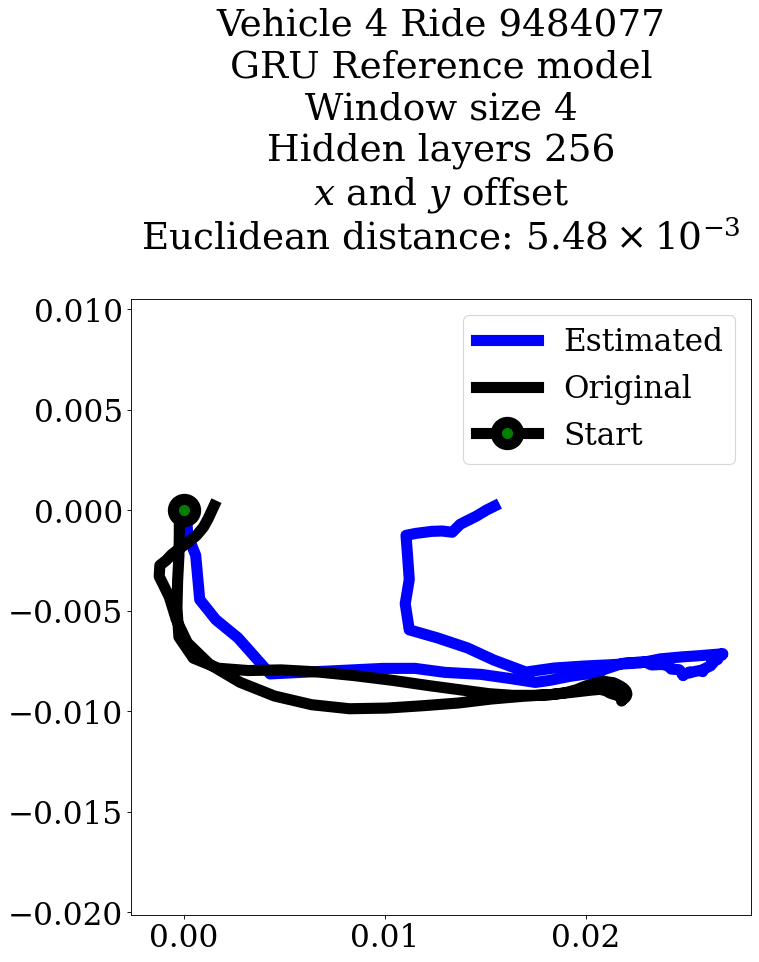 Vehicle 4 Ride 9484077
GRU Reference model
Window size 4
Hidden layers 256
x and y offset
Euclidean distance: 5.48 × 10⁻³
0.010
0.005
0.000
−0.005
−0.010
−0.015
−0.020
Estimated
Original
Start
0.00 0.01 0.02